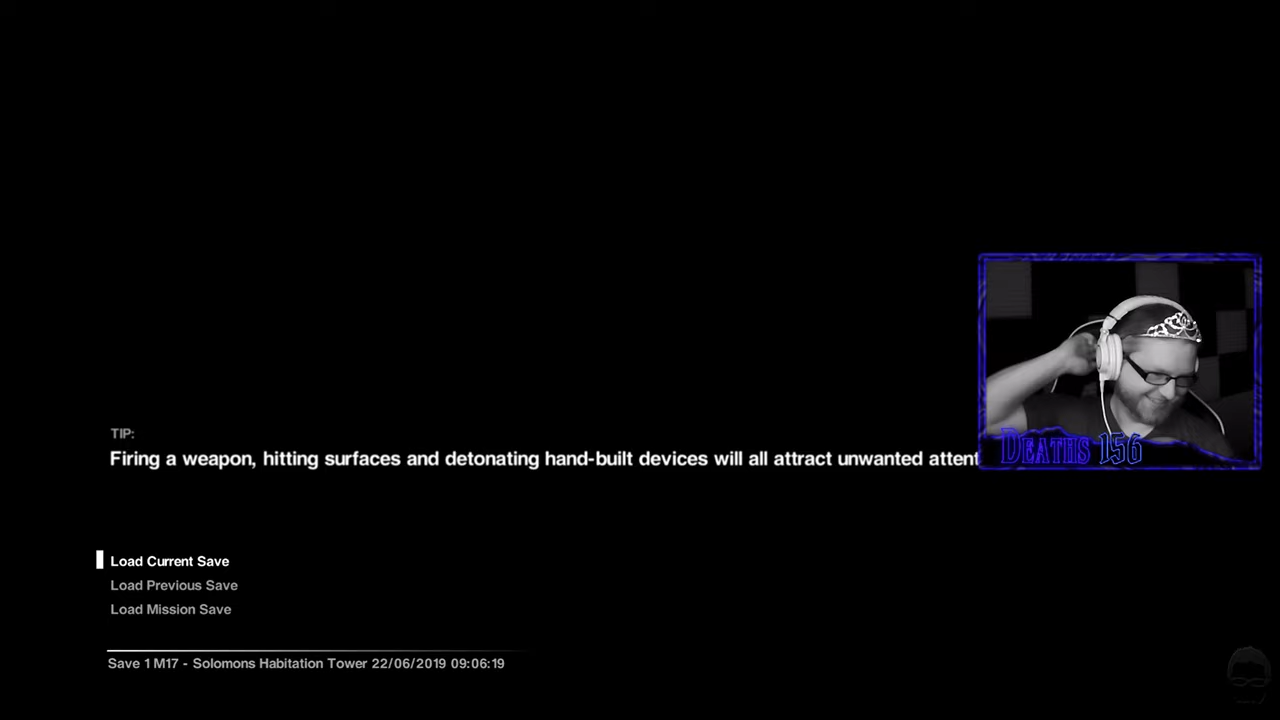 TIP:
Firing a weapon, hitting surfaces and detonating hand-built devices will all attract unwanted attent
DEATHS 156
Load Current Save
Load Previous Save
Load Mission Save
Save 1 M17 - Solomons Habitation Tower 22/06/2019 09:06:19